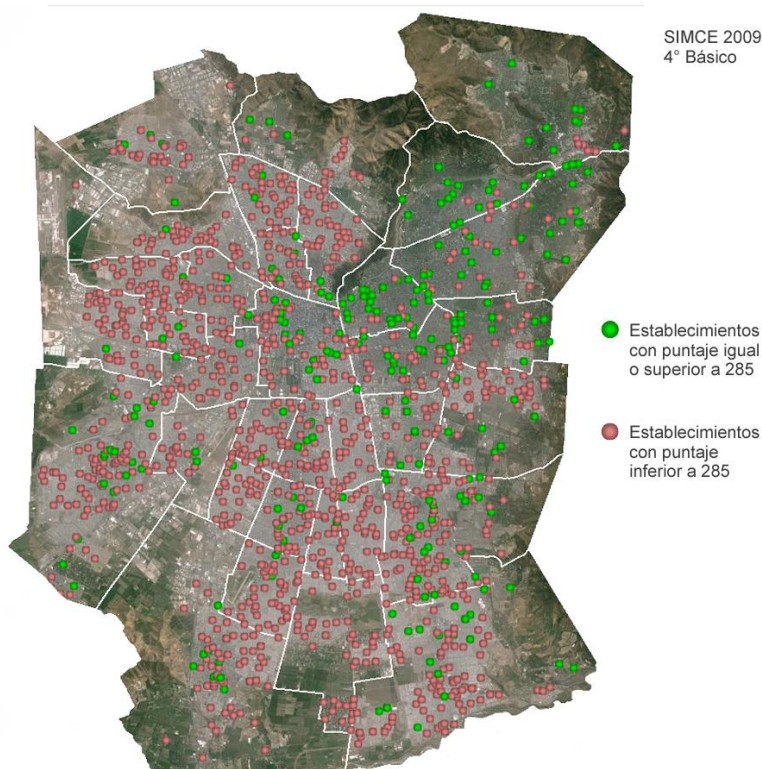 SIMCE 2009
4° Básico
Establecimientos
con puntaje igual
o superior a 285
Establecimientos
con puntaje
inferior a 285